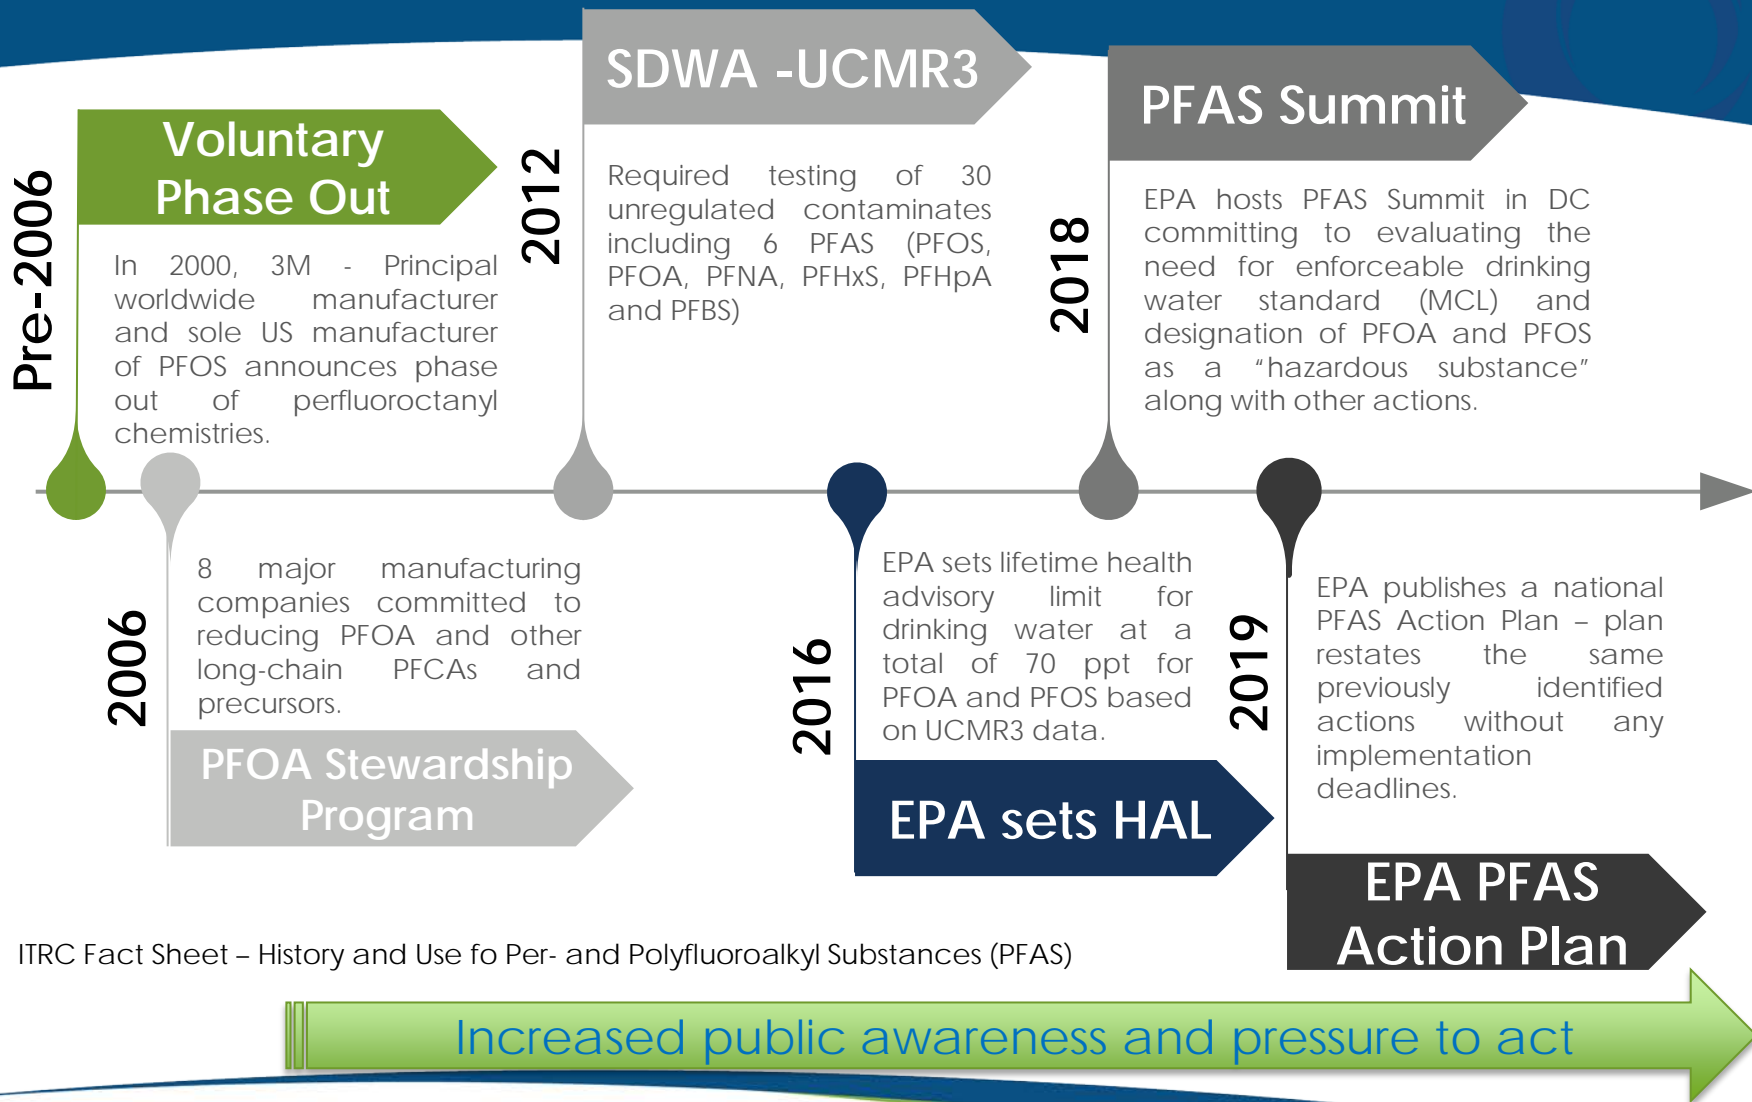 Pre-2006
Voluntary
Phase Out
In 2000, 3M - Principal
worldwide manufacturer
and sole US manufacturer
of PFOS announces phase
out of perfluoroctanyl
chemistries.
2006
8 major manufacturing
companies committed to
reducing PFOA and other
long-chain PFCAs and
precursors.
PFOA Stewardship
Program
2012
SDWA -UCMR3
Required testing of 30
unregulated contaminates
including 6 PFAS (PFOS,
PFOA, PFNA, PFHxS, PFHpA
and PFBS)
2016
EPA sets lifetime health
advisory limit for
drinking water at a
total of 70 ppt for
PFOA and PFOS based
on UCMR3 data.
EPA sets HAL
2018
PFAS Summit
EPA hosts PFAS Summit in DC
committing to evaluating the
need for enforceable drinking
water standard (MCL) and
designation of PFOA and PFOS
as a “hazardous substance”
along with other actions.
2019
EPA publishes a national
PFAS Action Plan – plan
restates the same
previously identified
actions without any
implementation
deadlines.
EPA PFAS
Action Plan
ITRC Fact Sheet – History and Use fo Per- and Polyfluoroalkyl Substances (PFAS)
Increased public awareness and pressure to act